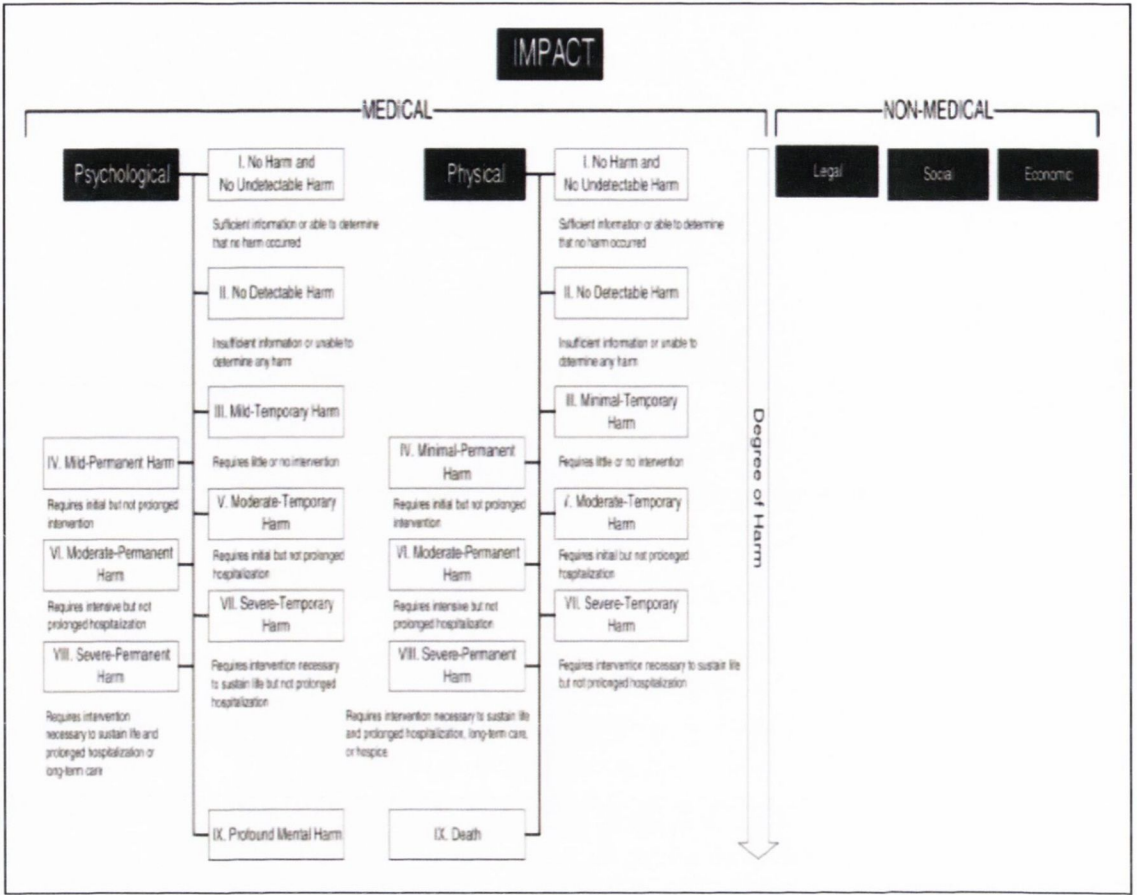 IMPACT
MEDICAL
NON-MEDICAL
Psychological
I. No Harm and
No Undetectable Harm
Sufficient information or able to determine
that no harm occurred
II. No Detectable Harm
Insufficient information or unable to
determine any harm
III. Mild-Temporary Harm
Requires little or no intervention
IV. Mild-Permanent Harm
Requires initial but not prolonged
intervention
V. Moderate-Temporary
Harm
Requires initial but not prolonged
hospitalization
VI. Moderate-Permanent
Harm
Requires intensive but not
prolonged hospitalization
VII. Severe-Temporary
Harm
Requires intervention necessary
to sustain life but not prolonged
hospitalization
VIII. Severe-Permanent
Harm
Requires intervention
necessary to sustain life and
prolonged hospitalization or
long-term care
IX. Profound Mental Harm
Physical
I. No Harm and
No Undetectable Harm
Sufficient information or able to determine
that no harm occurred
II. No Detectable Harm
Insufficient information or unable to
determine any harm
III. Minimal-Temporary
Harm
Requires little or no intervention
IV. Minimal-Permanent
Harm
Requires initial but not prolonged
intervention
V. Moderate-Temporary
Harm
Requires initial but not prolonged
hospitalization
VI. Moderate-Permanent
Harm
Requires intensive but not
prolonged hospitalization
VII. Severe-Temporary
Harm
Requires intervention necessary to sustain life
but not prolonged hospitalization
VIII. Severe-Permanent
Harm
Requires intervention necessary to sustain life
and prolonged hospitalization, long-term care,
or hospice
IX. Death
Degree of Harm
Legal
Social
Economic